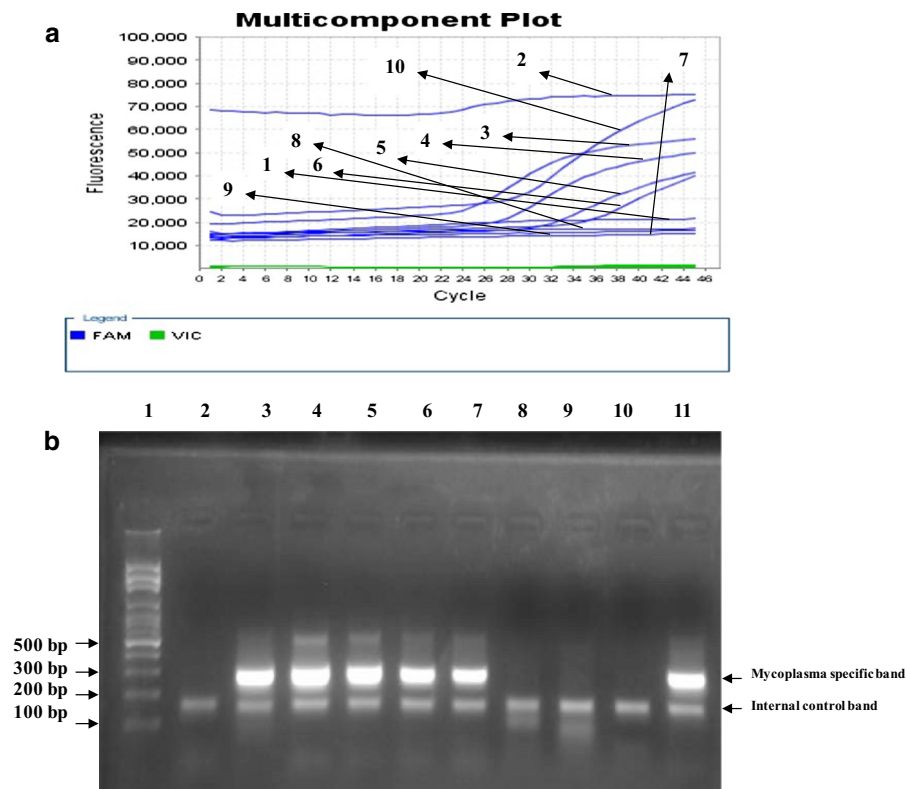 Multicomponent Plot
a
100,000
90,000
80,000
70,000
60,000
50,000
40,000
30,000
20,000
10,000
Fluorescence
10
2
7
8
5
4
3
1
6
9
0 2 4 6 8 10 12 14 16 18 20 22 24 26 28 30 32 34 36 38 40 42 44 46
Cycle
Legend
FAM VIC
1 2 3 4 5 6 7 8 9 10 11
b
500 bp
300 bp
200 bp
100 bp
Mycoplasma specific band
Internal control band